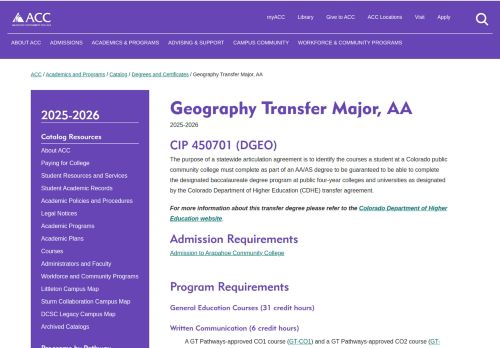 myACC Library Give to ACC ACC Locations Visit Apply
ACC
ABOUT ACC ADMISSIONS ACADEMICS & PROGRAMS ADVISING & SUPPORT CAMPUS COMMUNITY WORKFORCE & COMMUNITY PROGRAMS
ACC / Academics and Programs / Catalog / Degrees and Certificates / Geography Transfer Major, AA
2025-2026
Catalog Resources
About ACC
Paying for College
Student Resources and Services
Student Academic Records
Academic Policies and Procedures
Legal Notices
Academic Programs
Academic Plans
Courses
Administrators and Faculty
Workforce and Community Programs
Littleton Campus Map
Sturm Collaboration Campus Map
DCSC Legacy Campus Map
Archived Catalogs
Programs by Pathway
Geography Transfer Major, AA
2025-2026
CIP 450701 (DGEO)
The purpose of a statewide articulation agreement is to identify the courses a student at a Colorado public
community college must complete as part of an AA/AS degree to be guaranteed to be able to complete
the designated baccalaureate degree program at public four-year colleges and universities as designated
by the Colorado Department of Higher Education (CDHE) transfer agreement.
For more information about this transfer degree please refer to the Colorado Department of Higher
Education website.
Admission Requirements
Admission to Arapahoe Community College
Program Requirements
General Education Courses (31 credit hours)
Written Communication (6 credit hours)
A GT Pathways-approved CO1 course (GT-CO1) and a GT Pathways-approved CO2 course (GT-